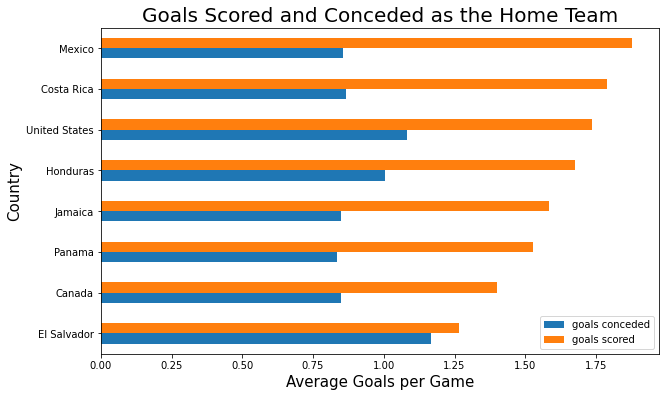 Goals Scored and Conceded as the Home Team
Country
Mexico
Costa Rica
United States
Honduras
Jamaica
Panama
Canada
El Salvador
goals conceded
goals scored
0.00 0.25 0.50 0.75 1.00 1.25 1.50 1.75
Average Goals per Game